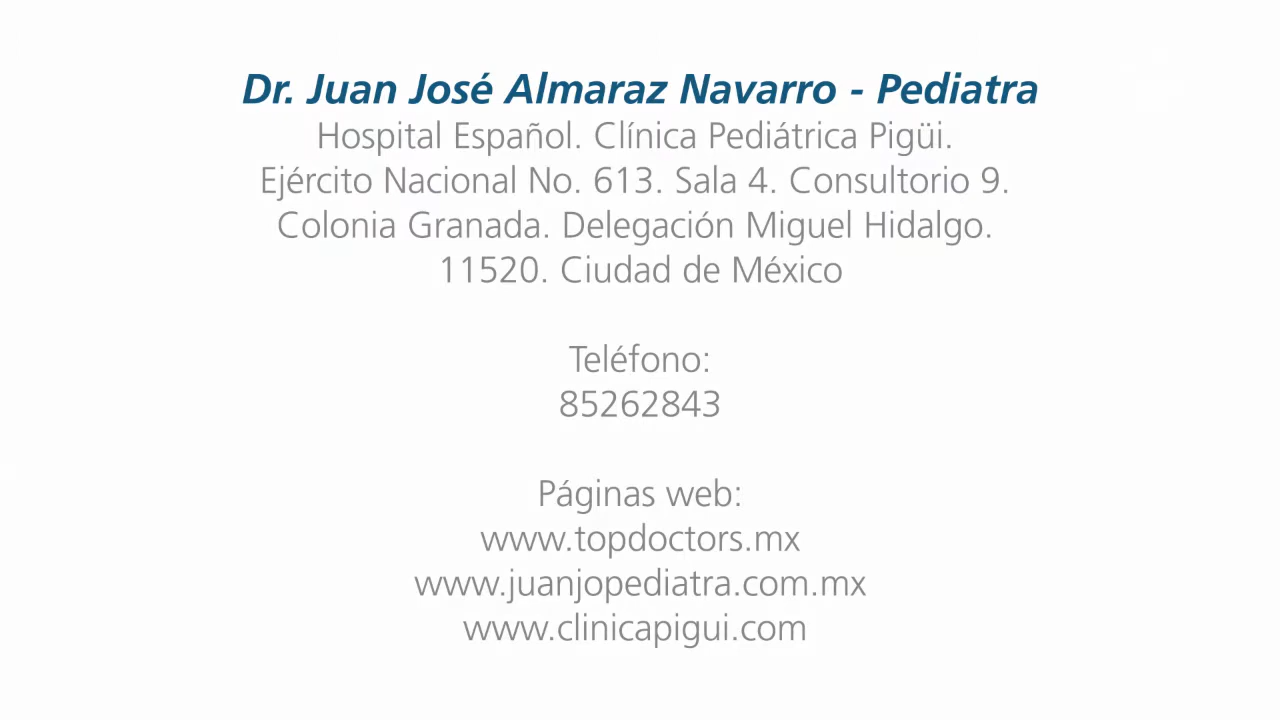 Dr. Juan José Almaraz Navarro - Pediatra
Hospital Español. Clínica Pediátrica Pigüi.
Ejército Nacional No. 613. Sala 4. Consultorio 9.
Colonia Granada. Delegación Miguel Hidalgo.
11520. Ciudad de México
Teléfono:
85262843
Páginas web:
www.topdoctors.mx
www.juanjopediatra.com.mx
www.clinicapigui.com